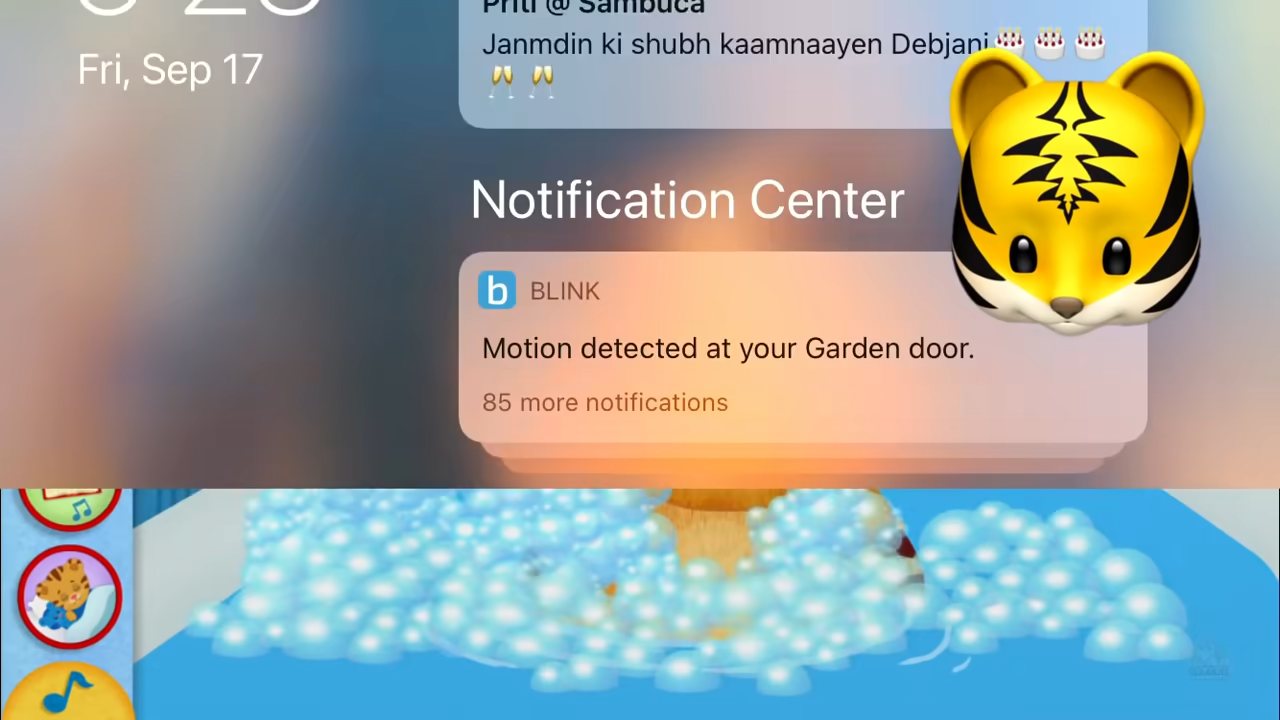 Priti @ Sambuca
Janmdin ki shubh kaamnaayen Debjani🎂🎂🎂
🥂🥂
Fri, Sep 17
Notification Center
b BLINK
Motion detected at your Garden door.
85 more notifications